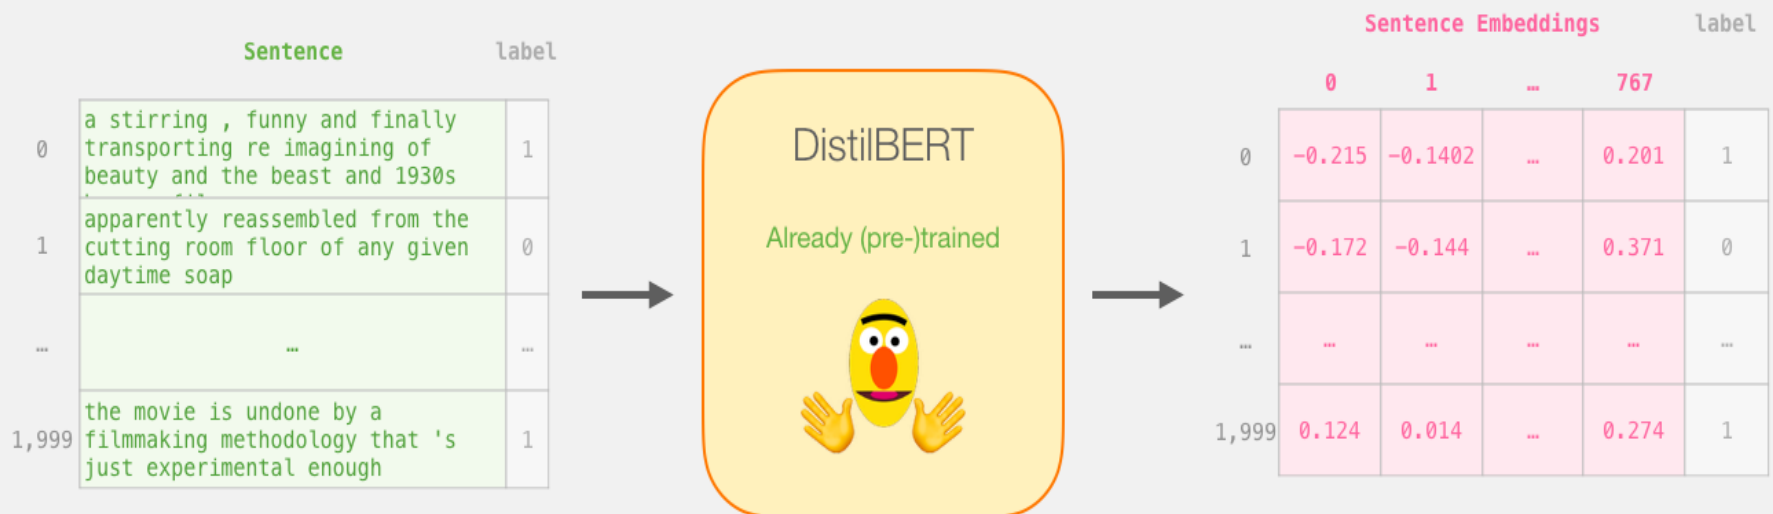 Sentence label
0
a stirring , funny and finally
transporting re imagining of
beauty and the beast and 1930s
1
1
apparently reassembled from the
cutting room floor of any given
daytime soap
0
… … …
1,999
the movie is undone by a
filmmaking methodology that 's
just experimental enough
1
DistilBERT
Already (pre-)trained
Sentence Embeddings label
0 1 … 767
0 -0.215 -0.1402 … 0.201 1
1 -0.172 -0.144 … 0.371 0
… … … … … …
1,999 0.124 0.014 … 0.274 1